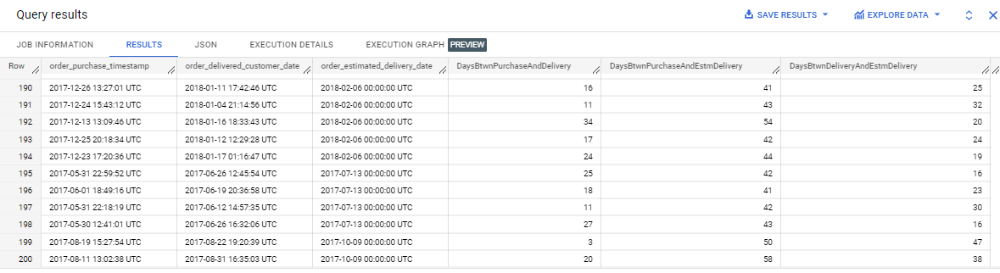 Query results SAVE RESULTS EXPLORE DATA
JOB INFORMATION RESULTS JSON EXECUTION DETAILS EXECUTION GRAPH PREVIEW
Row order_purchase_timestamp order_delivered_customer_date order_estimated_delivery_date DaysBtwnPurchaseAndDelivery DaysBtwnPurchaseAndEstmDelivery DaysBtwnDeliveryAndEstmDelivery
190 2017-12-26 13:27:01 UTC 2018-01-11 17:42:46 UTC 2018-02-06 00:00:00 UTC 16 41 25
191 2017-12-24 15:43:12 UTC 2018-01-04 21:14:56 UTC 2018-02-06 00:00:00 UTC 11 43 32
192 2017-12-13 13:09:46 UTC 2018-01-16 18:33:43 UTC 2018-02-06 00:00:00 UTC 34 54 20
193 2017-12-25 20:18:34 UTC 2018-01-12 12:29:28 UTC 2018-02-06 00:00:00 UTC 17 42 24
194 2017-12-23 17:20:36 UTC 2018-01-17 01:16:47 UTC 2018-02-06 00:00:00 UTC 24 44 19
195 2017-05-31 22:59:52 UTC 2017-06-26 12:45:54 UTC 2017-07-13 00:00:00 UTC 25 42 16
196 2017-06-01 18:49:16 UTC 2017-06-19 20:36:58 UTC 2017-07-13 00:00:00 UTC 18 41 23
197 2017-05-31 22:18:19 UTC 2017-06-12 14:57:35 UTC 2017-07-13 00:00:00 UTC 11 42 30
198 2017-05-30 12:41:01 UTC 2017-06-26 16:32:06 UTC 2017-07-13 00:00:00 UTC 27 43 16
199 2017-08-19 15:27:54 UTC 2017-08-22 19:20:39 UTC 2017-10-09 00:00:00 UTC 3 50 47
200 2017-08-11 13:02:38 UTC 2017-08-31 16:35:03 UTC 2017-10-09 00:00:00 UTC 20 58 38